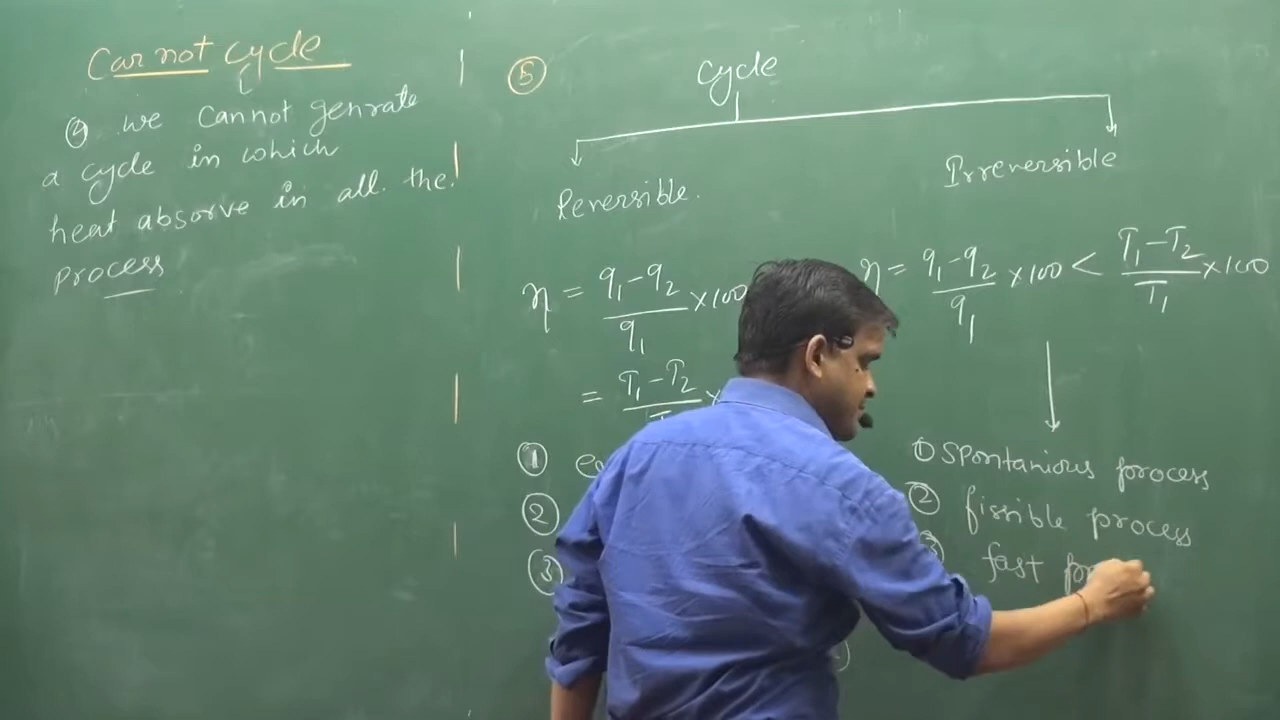 Carnot Cycle
④ we cannot genrate
a cycle in which
heat absorve in all the
process
⑤ Cycle
Reversible.
Irreversible
η = q₁-q₂/q₁ ×100
= T₁-T₂
η = q₁-q₂/q₁ ×100 < T₁-T₂/T₁ ×100
①
②
③
① spontanious process
② fissible process
③ fast